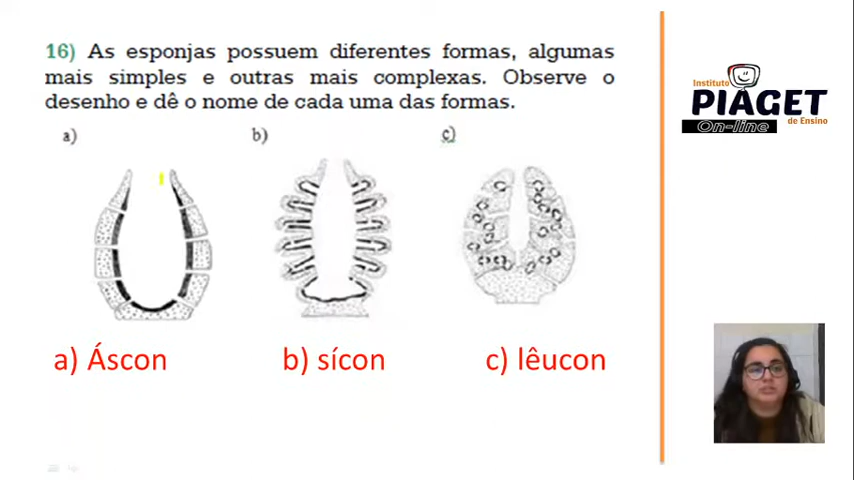 16) As esponjas possuem diferentes formas, algumas
mais simples e outras mais complexas. Observe o
desenho e dê o nome de cada uma das formas.
a)
b)
c)
a) Áscon
b) sícon
c) lêucon
Instituto
PIAGET
de Ensino
On-line